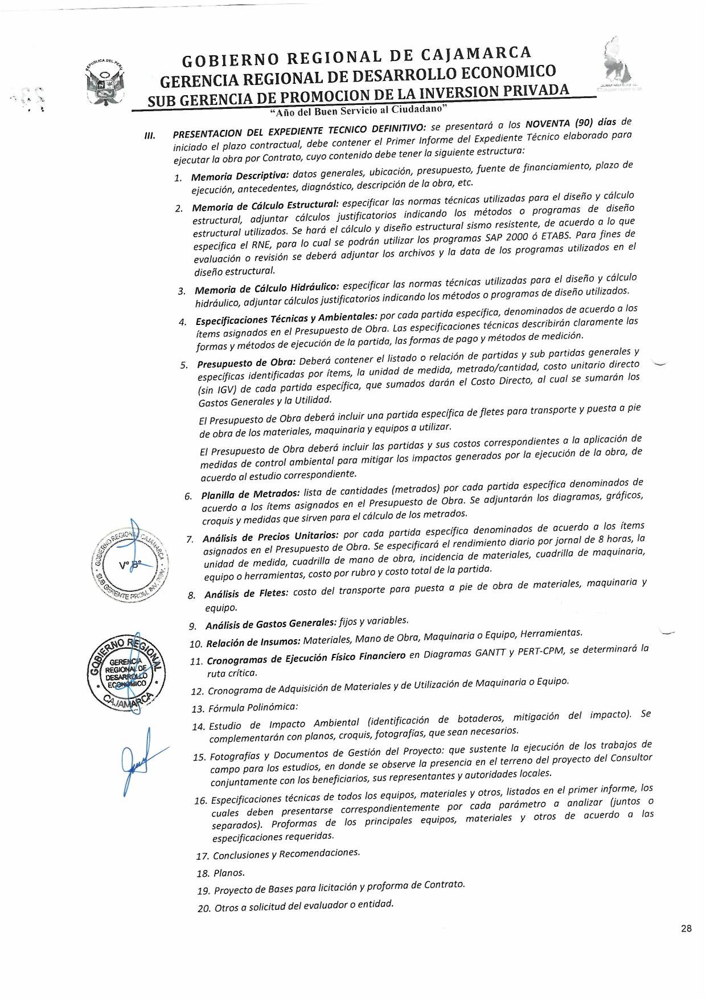 GOBIERNO REGIONAL DE CAJAMARCA
GERENCIA REGIONAL DE DESARROLLO ECONOMICO
SUB GERENCIA DE PROMOCION DE LA INVERSION PRIVADA
“Año del Buen Servicio al Ciudadano”
REPUBLICA DEL PERU
III. PRESENTACION DEL EXPEDIENTE TECNICO DEFINITIVO: se presentará a los NOVENTA (90) días de
iniciado el plazo contractual, debe contener el Primer Informe del Expediente Técnico elaborado para
ejecutar la obra por Contrato, cuyo contenido debe tener la siguiente estructura:
1. Memoria Descriptiva: datos generales, ubicación, presupuesto, fuente de financiamiento, plazo de
ejecución, antecedentes, diagnóstico, descripción de la obra, etc.
2. Memoria de Cálculo Estructural: especificar las normas técnicas utilizadas para el diseño y cálculo
estructural, adjuntar cálculos justificatorios indicando los métodos o programas de diseño
estructural utilizados. Se hará el cálculo y diseño estructural sismo resistente, de acuerdo a lo que
especifica el RNE, para lo cual se podrán utilizar los programas SAP 2000 ó ETABS. Para fines de
evaluación o revisión se deberá adjuntar los archivos y la data de los programas utilizados en el
diseño estructural.
3. Memoria de Cálculo Hidráulico: especificar las normas técnicas utilizadas para el diseño y cálculo
hidráulico, adjuntar cálculos justificatorios indicando los métodos o programas de diseño utilizados.
4. Especificaciones Técnicas y Ambientales: por cada partida específica, denominados de acuerdo a los
ítems asignados en el Presupuesto de Obra. Las especificaciones técnicas describirán claramente las
formas y métodos de ejecución de la partida, las formas de pago y métodos de medición.
5. Presupuesto de Obra: Deberá contener el listado o relación de partidas y sub partidas generales y
específicas identificadas por ítems, la unidad de medida, metrado/cantidad, costo unitario directo
(sin IGV) de cada partida específica, que sumados darán el Costo Directo, al cual se sumarán los
Gastos Generales y la Utilidad.
El Presupuesto de Obra deberá incluir una partida específica de fletes para transporte y puesta a pie
de obra de los materiales, maquinaria y equipos a utilizar.
El Presupuesto de Obra deberá incluir las partidas y sus costos correspondientes a la aplicación de
medidas de control ambiental para mitigar los impactos generados por la ejecución de la obra, de
acuerdo al estudio correspondiente.
6. Planilla de Metrados: lista de cantidades (metrados) por cada partida específica denominados de
acuerdo a los ítems asignados en el Presupuesto de Obra. Se adjuntarán los diagramas, gráficos,
croquis y medidas que sirven para el cálculo de los metrados.
7. Análisis de Precios Unitarios: por cada partida específica denominados de acuerdo a los ítems
asignados en el Presupuesto de Obra. Se especificará el rendimiento diario por jornal de 8 horas, la
unidad de medida, cuadrilla de mano de obra, incidencia de materiales, cuadrilla de maquinaria,
equipo o herramientas, costo por rubro y costo total de la partida.
8. Análisis de Fletes: costo del transporte para puesta a pie de obra de materiales, maquinaria y
equipo.
9. Análisis de Gastos Generales: fijos y variables.
10. Relación de Insumos: Materiales, Mano de Obra, Maquinaria o Equipo, Herramientas.
11. Cronogramas de Ejecución Físico Financiero en Diagramas GANTT y PERT-CPM, se determinará la
ruta crítica.
12. Cronograma de Adquisición de Materiales y de Utilización de Maquinaria o Equipo.
13. Fórmula Polinómica:
14. Estudio de Impacto Ambiental (identificación de botaderos, mitigación del impacto). Se
complementarán con planos, croquis, fotografías, que sean necesarios.
15. Fotografías y Documentos de Gestión del Proyecto: que sustente la ejecución de los trabajos de
campo para los estudios, en donde se observe la presencia en el terreno del proyecto del Consultor
conjuntamente con los beneficiarios, sus representantes y autoridades locales.
16. Especificaciones técnicas de todos los equipos, materiales y otros, listados en el primer informe, los
cuales deben presentarse correspondientemente por cada parámetro a analizar (juntos o
separados). Proformas de los principales equipos, materiales y otros de acuerdo a las
especificaciones requeridas.
17. Conclusiones y Recomendaciones.
18. Planos.
19. Proyecto de Bases para licitación y proforma de Contrato.
20. Otros a solicitud del evaluador o entidad.
GOBIERNO REGIONAL CAJAMARCA
V° B°
SUB GERENTE PROM. INV. PRIV.
GOBIERNO REGIONAL
GERENCIA
REGIONAL DE
DESARROLLO
ECONOMICO
CAJAMARCA
28